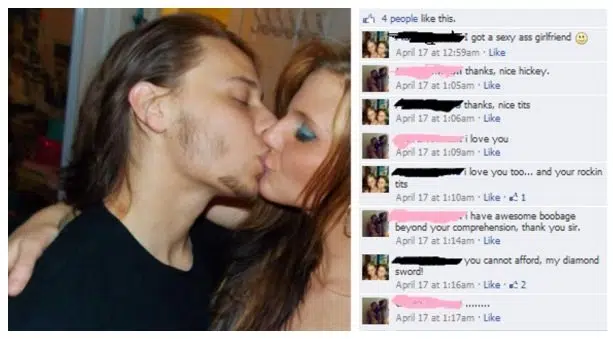 4 people like this.
I got a sexy ass girlfriend
April 17 at 12:59am · Like
thanks, nice hickey.
April 17 at 1:05am · Like
thanks, nice tits
April 17 at 1:06am · Like
i love you
April 17 at 1:09am · Like
i love you too... and your rockin
tits
April 17 at 1:10am · Like · 1
i have awesome boobage
beyond your comprehension, thank you sir.
April 17 at 1:14am · Like
you cannot afford, my diamond
sword!
April 17 at 1:16am · Like · 2
........
April 17 at 1:17am · Like